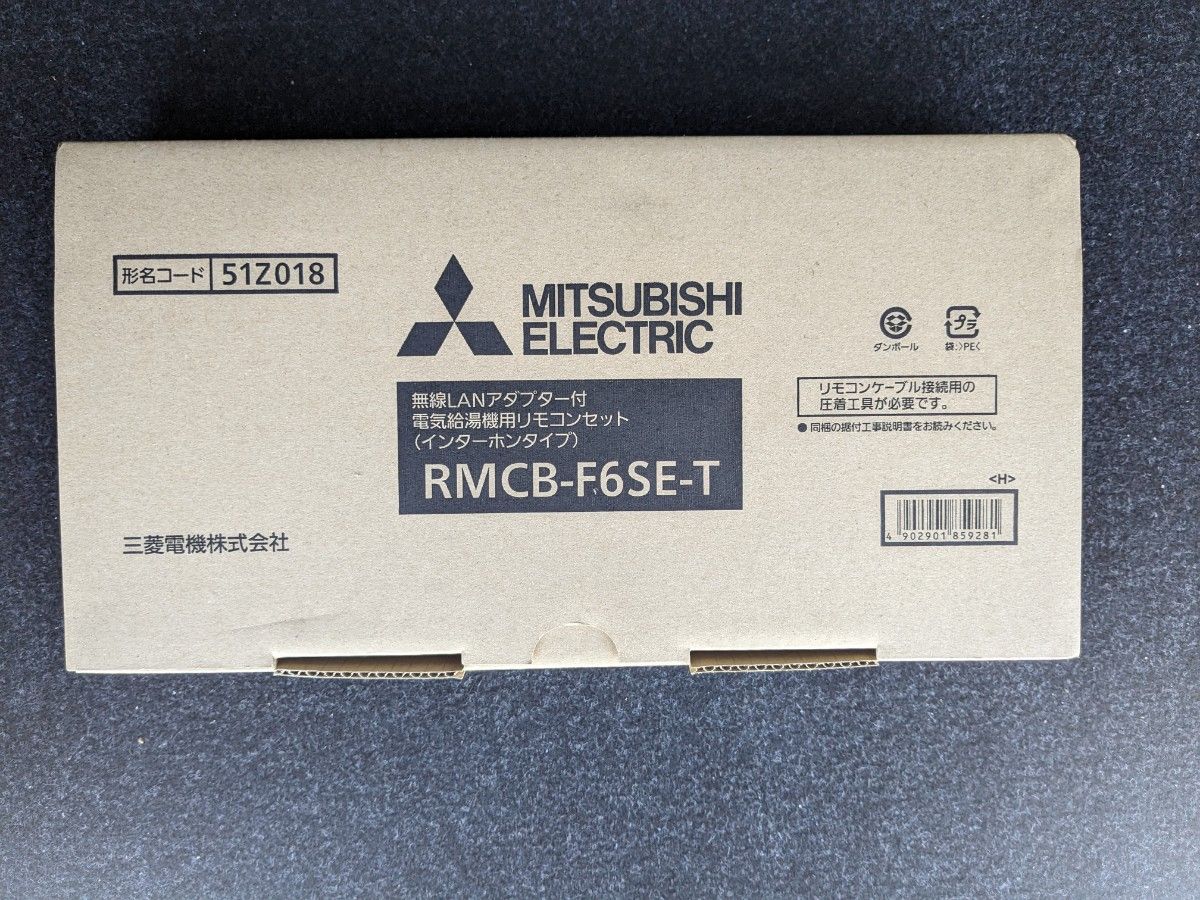 形名コード 51Z018
MITSUBISHI
ELECTRIC
無線LANアダプター付
電気給湯機用リモコンセット
(インターホンタイプ)
RMCB-F6SE-T
三菱電機株式会社
ダンボール
プラ
袋:>PE<
リモコンケーブル接続用の
圧着工具が必要です。
●同梱の据付工事説明書をお読みください。
<H>
4 902901 859281